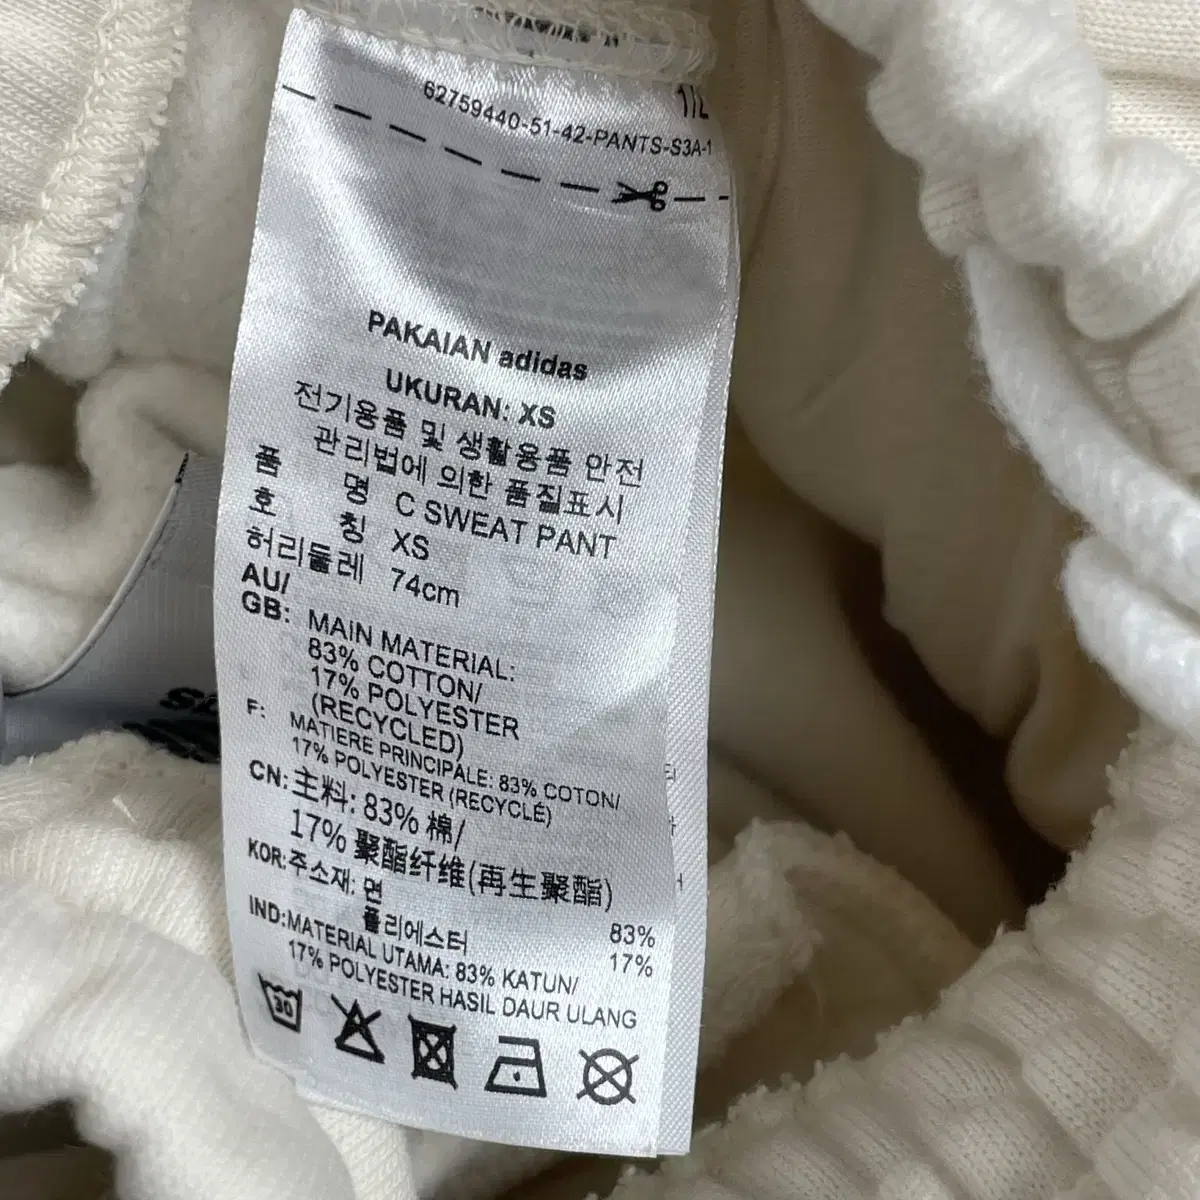 62759440-51-42-PANTS-S3A-1
PAKAIAN adidas
UKURAN: XS
전기용품 및 생활용품 안전
관리법에 의한 품질표시
품 명 C SWEAT PANT
호 칭 XS
허리둘레 74cm
AU/
GB: MAIN MATERIAL:
83% COTTON/
17% POLYESTER
(RECYCLED)
F: MATIERE PRINCIPALE: 83% COTON/
17% POLYESTER (RECYCLÉ)
CN: 主料: 83% 棉/
17% 聚酯纤维(再生聚酯)
KOR: 주소재: 면 83%
폴리에스터 17%
IND: MATERIAL UTAMA: 83% KATUN/
17% POLYESTER HASIL DAUR ULANG
30